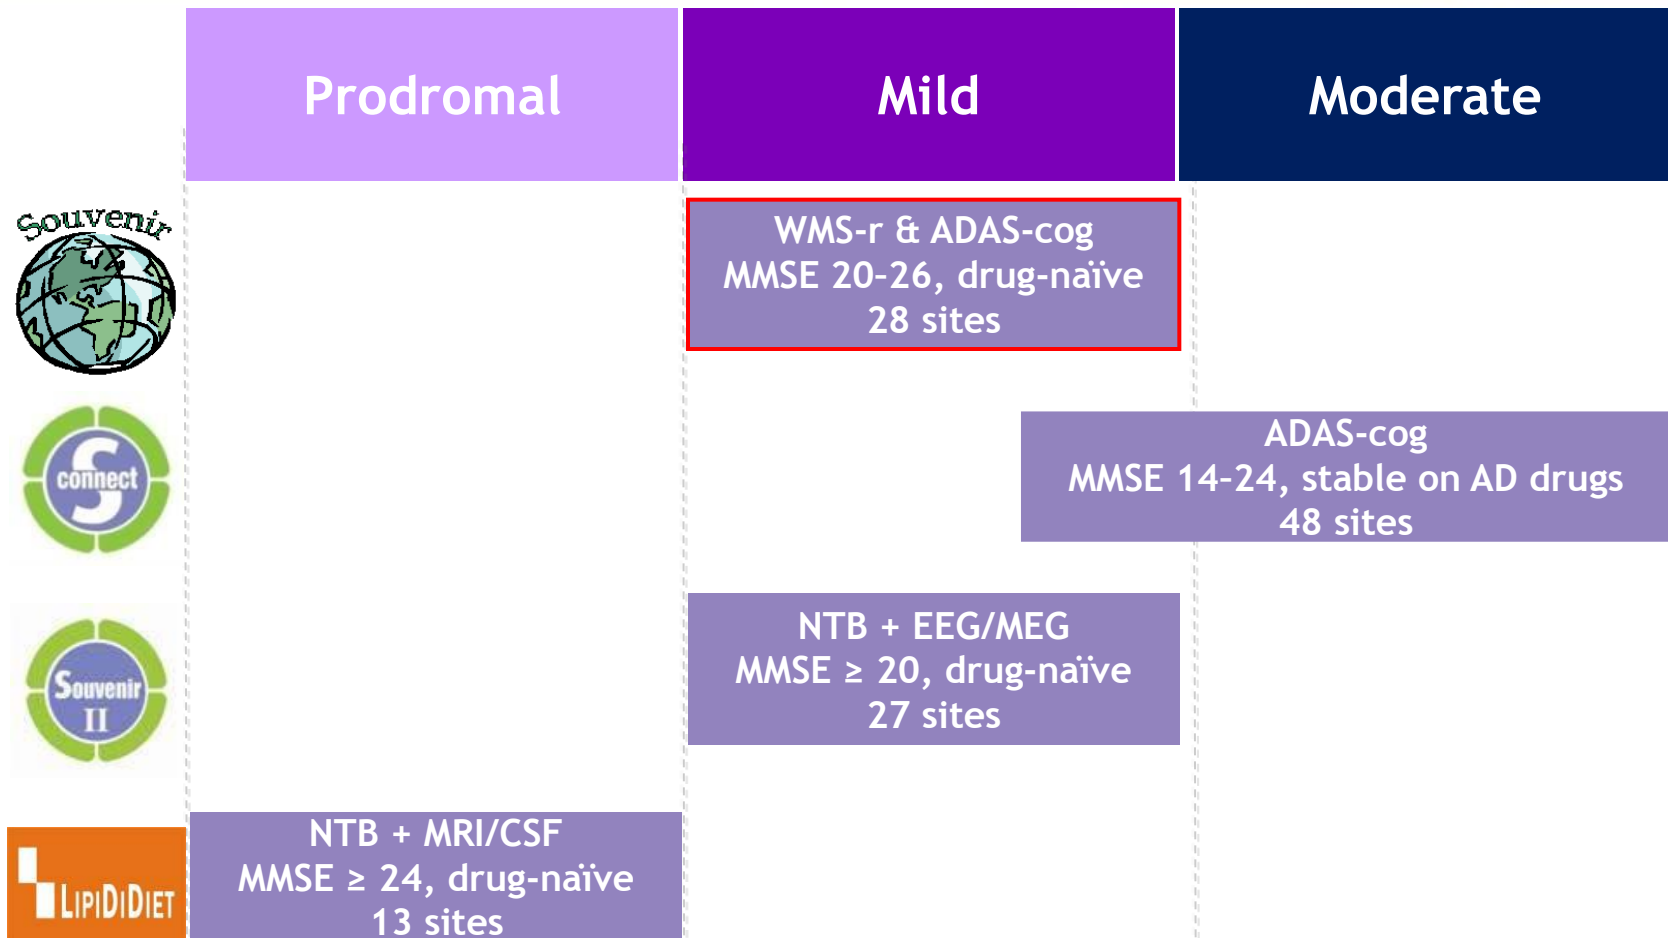 Prodromal
Mild
Moderate
Souvenir
WMS-r & ADAS-cog
MMSE 20–26, drug-naïve
28 sites
S
connect
ADAS-cog
MMSE 14–24, stable on AD drugs
48 sites
Souvenir
II
NTB + EEG/MEG
MMSE ≥ 20, drug-naïve
27 sites
LIPIDIDIET
NTB + MRI/CSF
MMSE ≥ 24, drug-naïve
13 sites